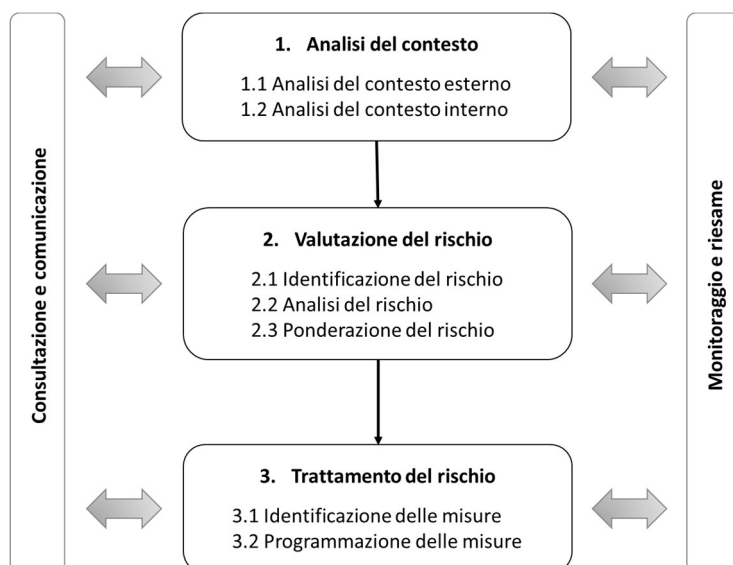 Consultazione e comunicazione
1. Analisi del contesto
1.1 Analisi del contesto esterno
1.2 Analisi del contesto interno
2. Valutazione del rischio
2.1 Identificazione del rischio
2.2 Analisi del rischio
2.3 Ponderazione del rischio
3. Trattamento del rischio
3.1 Identificazione delle misure
3.2 Programmazione delle misure
Monitoraggio e riesame